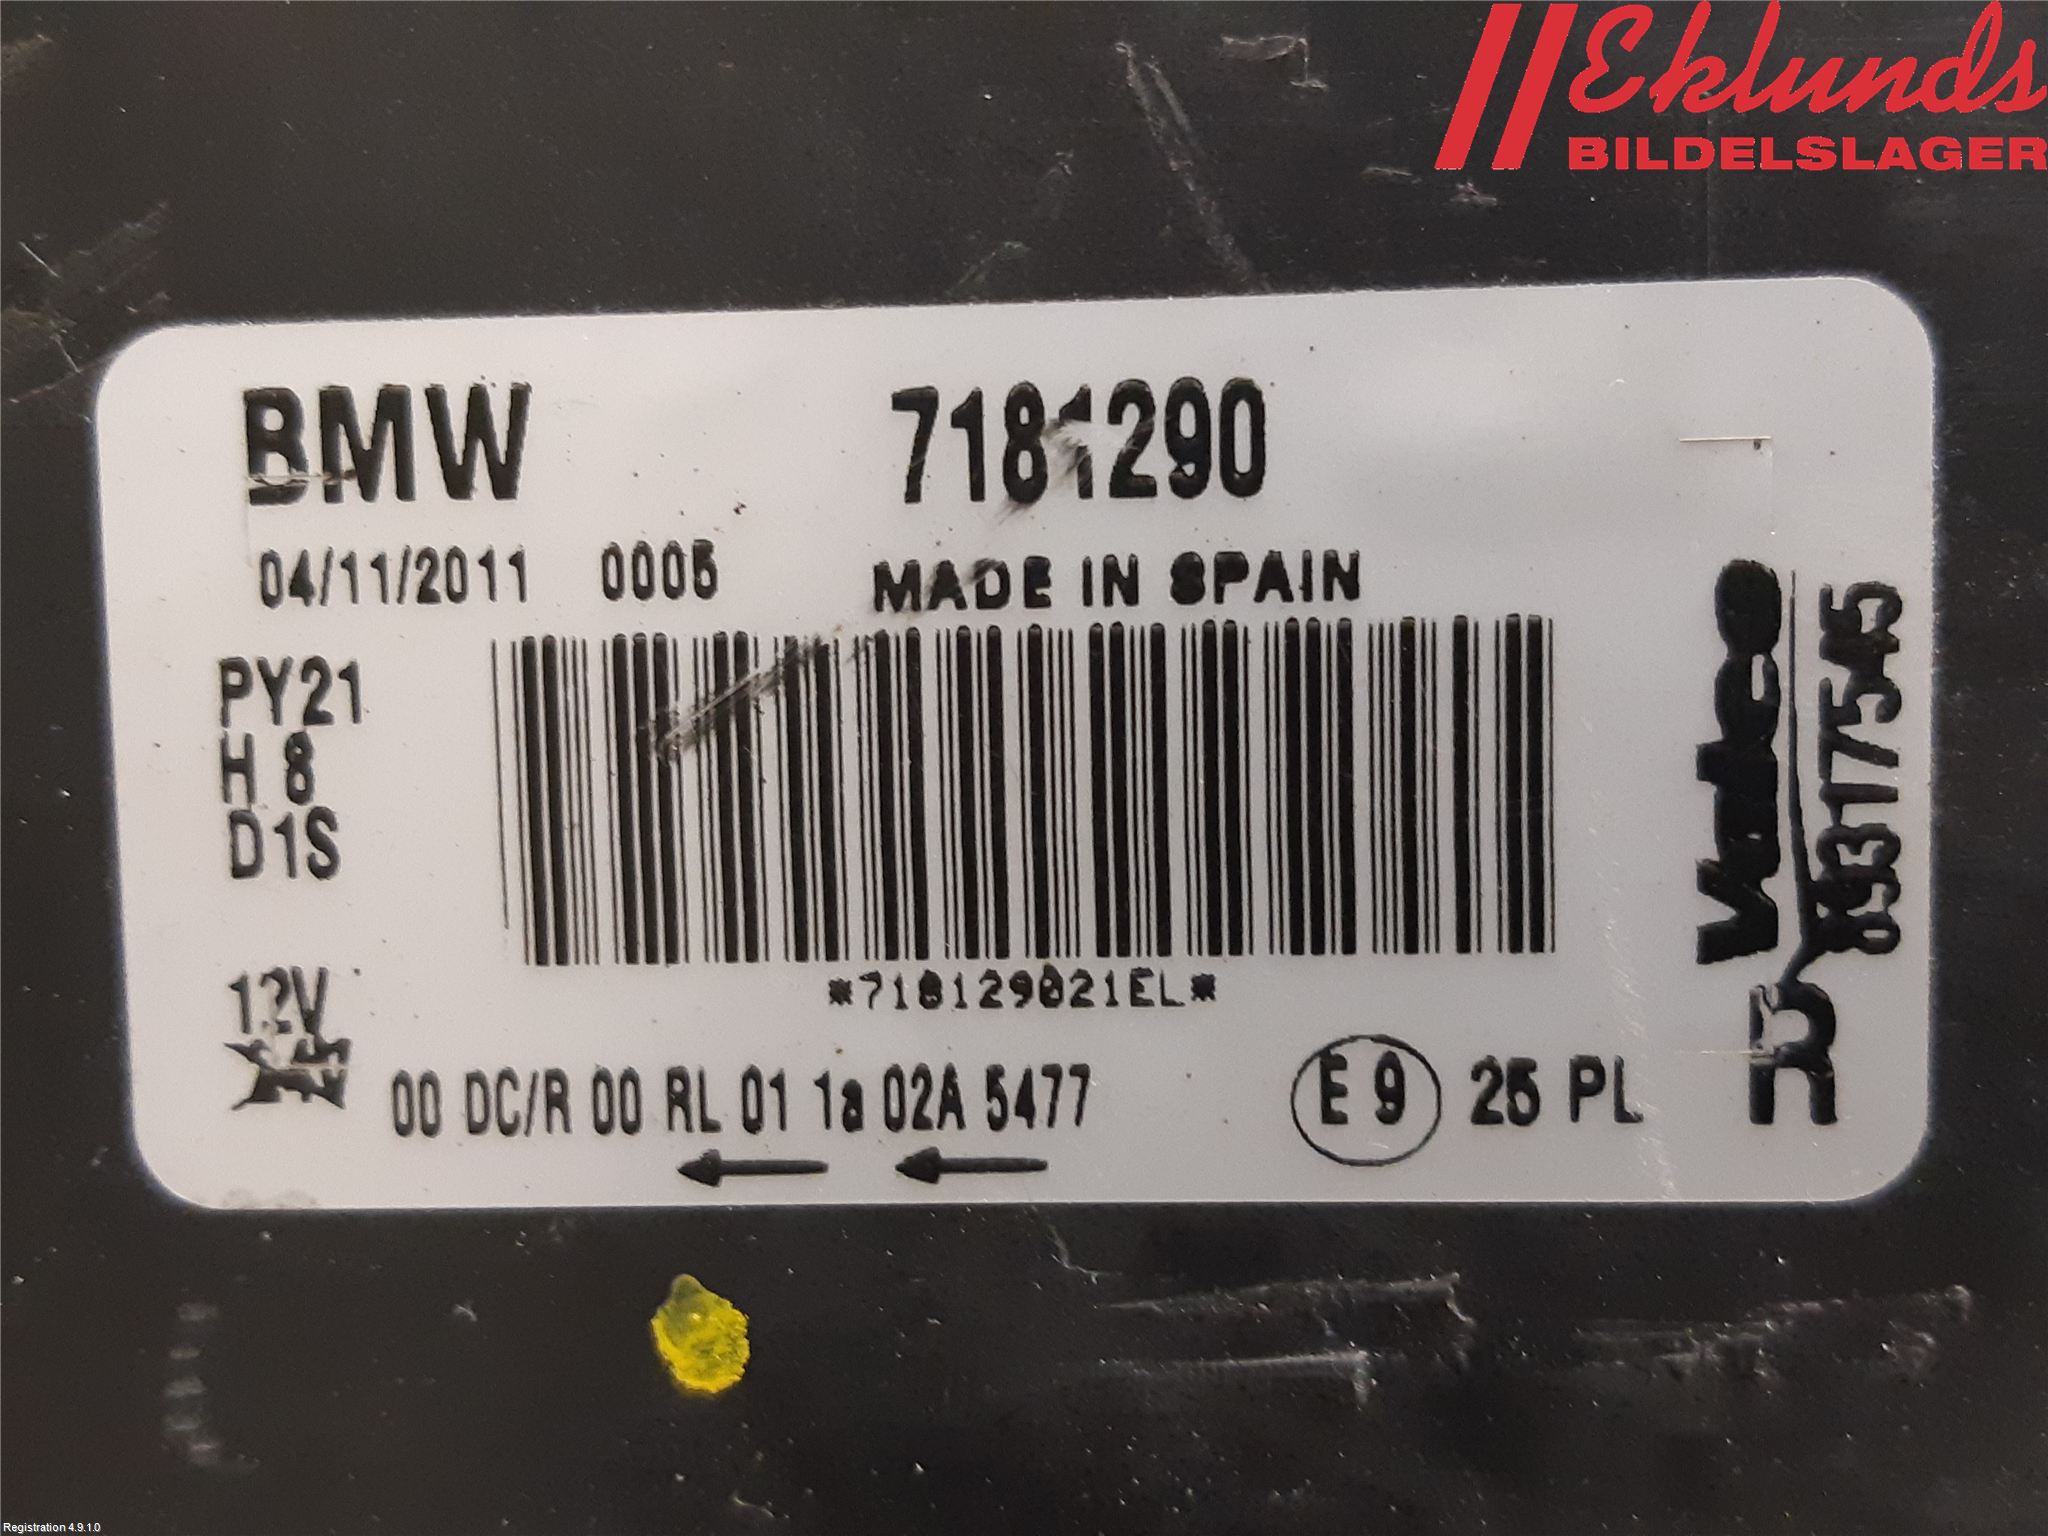 Eklunds
BILDELSLAGER
BMW 7181290
04/11/2011 0005 MADE IN SPAIN
PY21
H 8
D1S
12V
*718129021EL*
00 DC/R 00 RL 01 1a 02A 5477
E 9 25 PL
Valeo
89317545
Registration 4.9.1.0